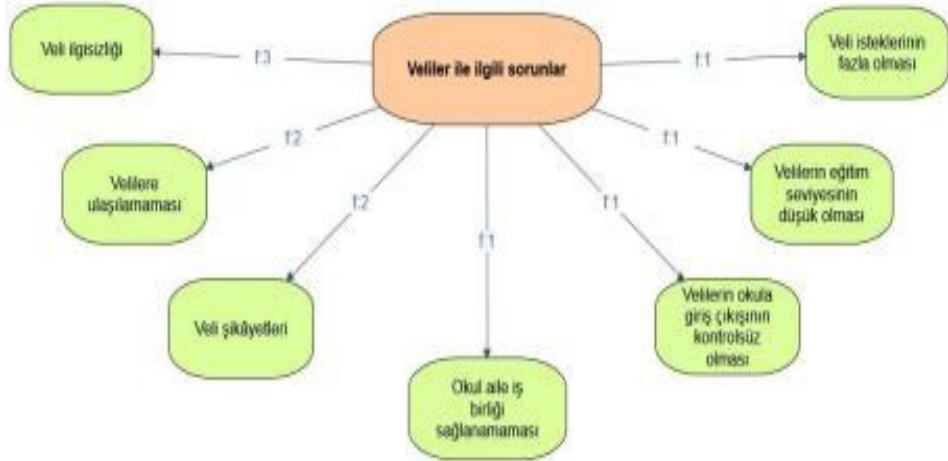 Veliler ile ilgili sorunlar
Veli ilgisizliği
f:3
f:1
Veli isteklerinin
fazla olması
f:2
f:1
Velilere
ulaşılamaması
Velilerin eğitim
seviyesinin
düşük olması
f:2
f:1
f:1
Veli şikâyetleri
Velilerin okula
giriş çıkışının
kontrolsüz
olması
Okul aile iş
birliği
sağlanamaması